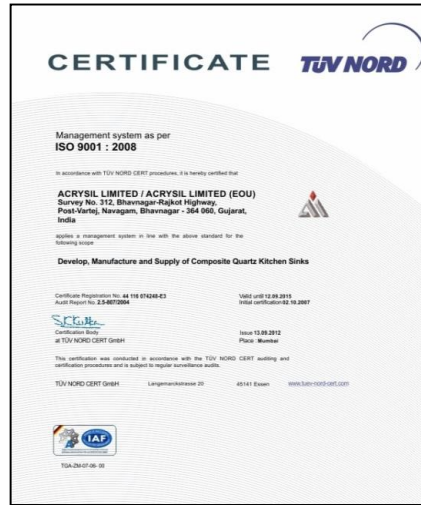 CERTIFICATE TÜV NORD
Management system as per
ISO 9001 : 2008
In accordance with TÜV NORD CERT procedures, it is hereby certified that
ACRYSIL LIMITED / ACRYSIL LIMITED (EOU)
Survey No. 312, Bhavnagar-Rajkot Highway,
Post-Vartej, Navagam, Bhavnagar - 364 060, Gujarat,
India
applies a management system in line with the above standard for the
following scope
Develop, Manufacture and Supply of Composite Quartz Kitchen Sinks
Certificate Registration No. 44 110 074248-E3 Valid until 12.09.2015
Audit Report No. 2.5-607/2004 Initial certification 02.10.2007
Certification Body Issue 13.09.2012
at TÜV NORD CERT GmbH Place Mumbai
This certification was conducted in accordance with the TÜV NORD CERT auditing and
certification procedures and is subject to regular surveillance audits.
TÜV NORD CERT GmbH Langemarckstrasse 20 45141 Essen www.tuev-nord-cert.com
IAF
TGA-ZM-07-06-00